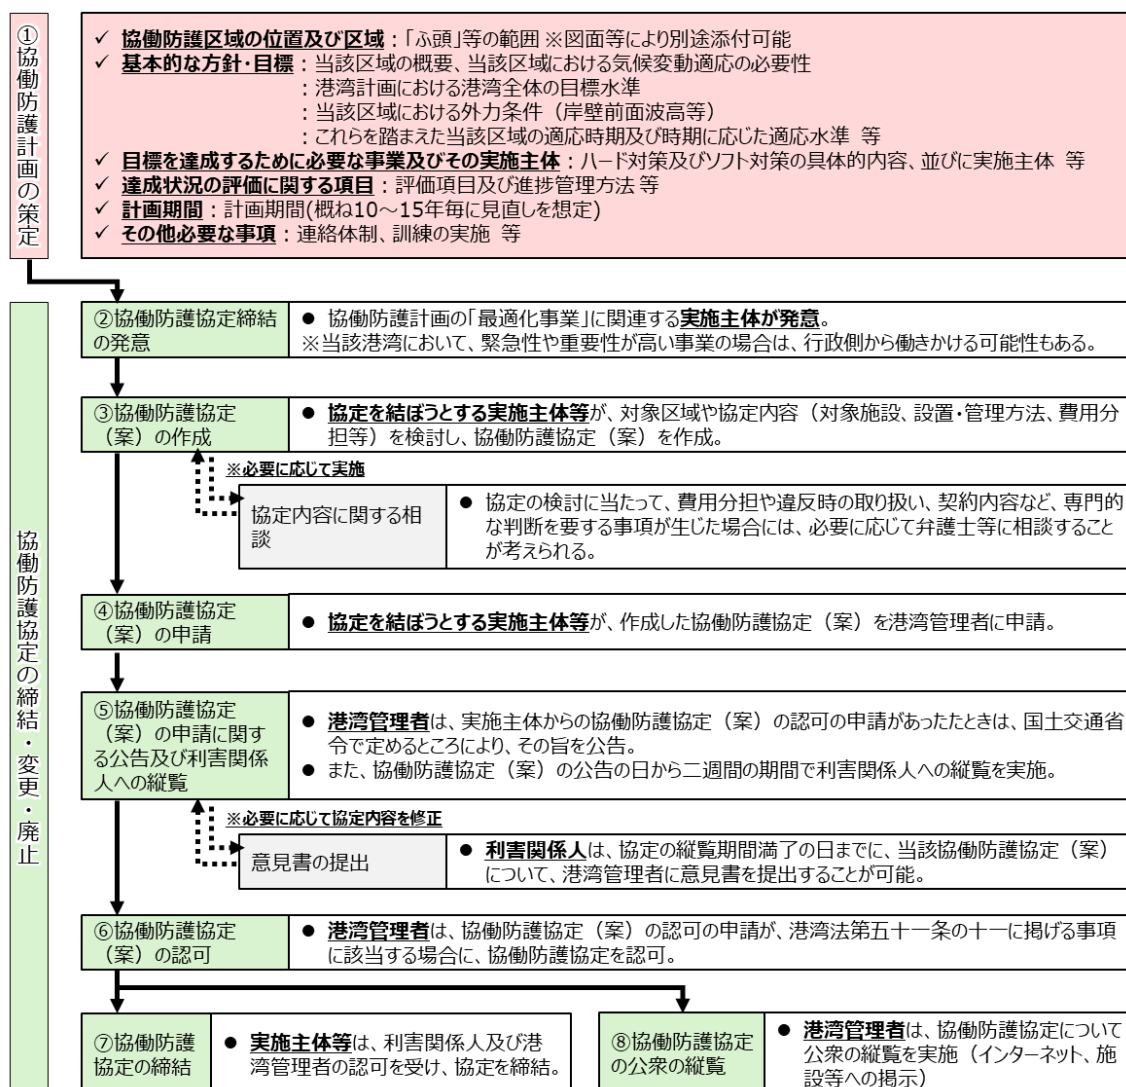 ①協働防護計画の策定
✓ 協働防護区域の位置及び区域：「ふ頭」等の範囲 ※図面等により別途添付可能
✓ 基本的な方針・目標：当該区域の概要、当該区域における気候変動適応の必要性
：港湾計画における港湾全体の目標水準
：当該区域における外力条件（岸壁前面波高等）
：これらを踏まえた当該区域の適応時期及び時期に応じた適応水準 等
✓ 目標を達成するために必要な事業及びその実施主体：ハード対策及びソフト対策の具体的内容、並びに実施主体 等
✓ 達成状況の評価に関する項目：評価項目及び進捗管理方法 等
✓ 計画期間：計画期間(概ね10～15年毎に見直しを想定)
✓ その他必要な事項：連絡体制、訓練の実施 等
協働防護協定の締結・変更・廃止
②協働防護協定締結
の発意
● 協働防護計画の「最適化事業」に関連する実施主体が発意。
※当該港湾において、緊急性や重要性が高い事業の場合は、行政側から働きかける可能性もある。
③協働防護協定
（案）の作成
● 協定を結ぼうとする実施主体等が、対象区域や協定内容（対象施設、設置・管理方法、費用分
担等）を検討し、協働防護協定（案）を作成。
※必要に応じて実施
協定内容に関する相
談
● 協定の検討に当たって、費用分担や違反時の取り扱い、契約内容など、専門的
な判断を要する事項が生じた場合には、必要に応じて弁護士等に相談すること
が考えられる。
④協働防護協定
（案）の申請
● 協定を結ぼうとする実施主体等が、作成した協働防護協定（案）を港湾管理者に申請。
⑤協働防護協定
（案）の申請に関す
る公告及び利害関係
人への縦覧
● 港湾管理者は、実施主体からの協働防護協定（案）の認可の申請があったたときは、国土交通省
令で定めるところにより、その旨を公告。
● また、協働防護協定（案）の公告の日から二週間の期間で利害関係人への縦覧を実施。
※必要に応じて協定内容を修正
意見書の提出
● 利害関係人は、協定の縦覧期間満了の日までに、当該協働防護協定（案）
について、港湾管理者に意見書を提出することが可能。
⑥協働防護協定
（案）の認可
● 港湾管理者は、協働防護協定（案）の認可の申請が、港湾法第五十一条の十一に掲げる事項
に該当する場合に、協働防護協定を認可。
⑦協働防護
協定の締結
● 実施主体等は、利害関係人及び港
湾管理者の認可を受け、協定を締結。
⑧協働防護協定
の公衆の縦覧
● 港湾管理者は、協働防護協定について
公衆の縦覧を実施（インターネット、施
設等への掲示）